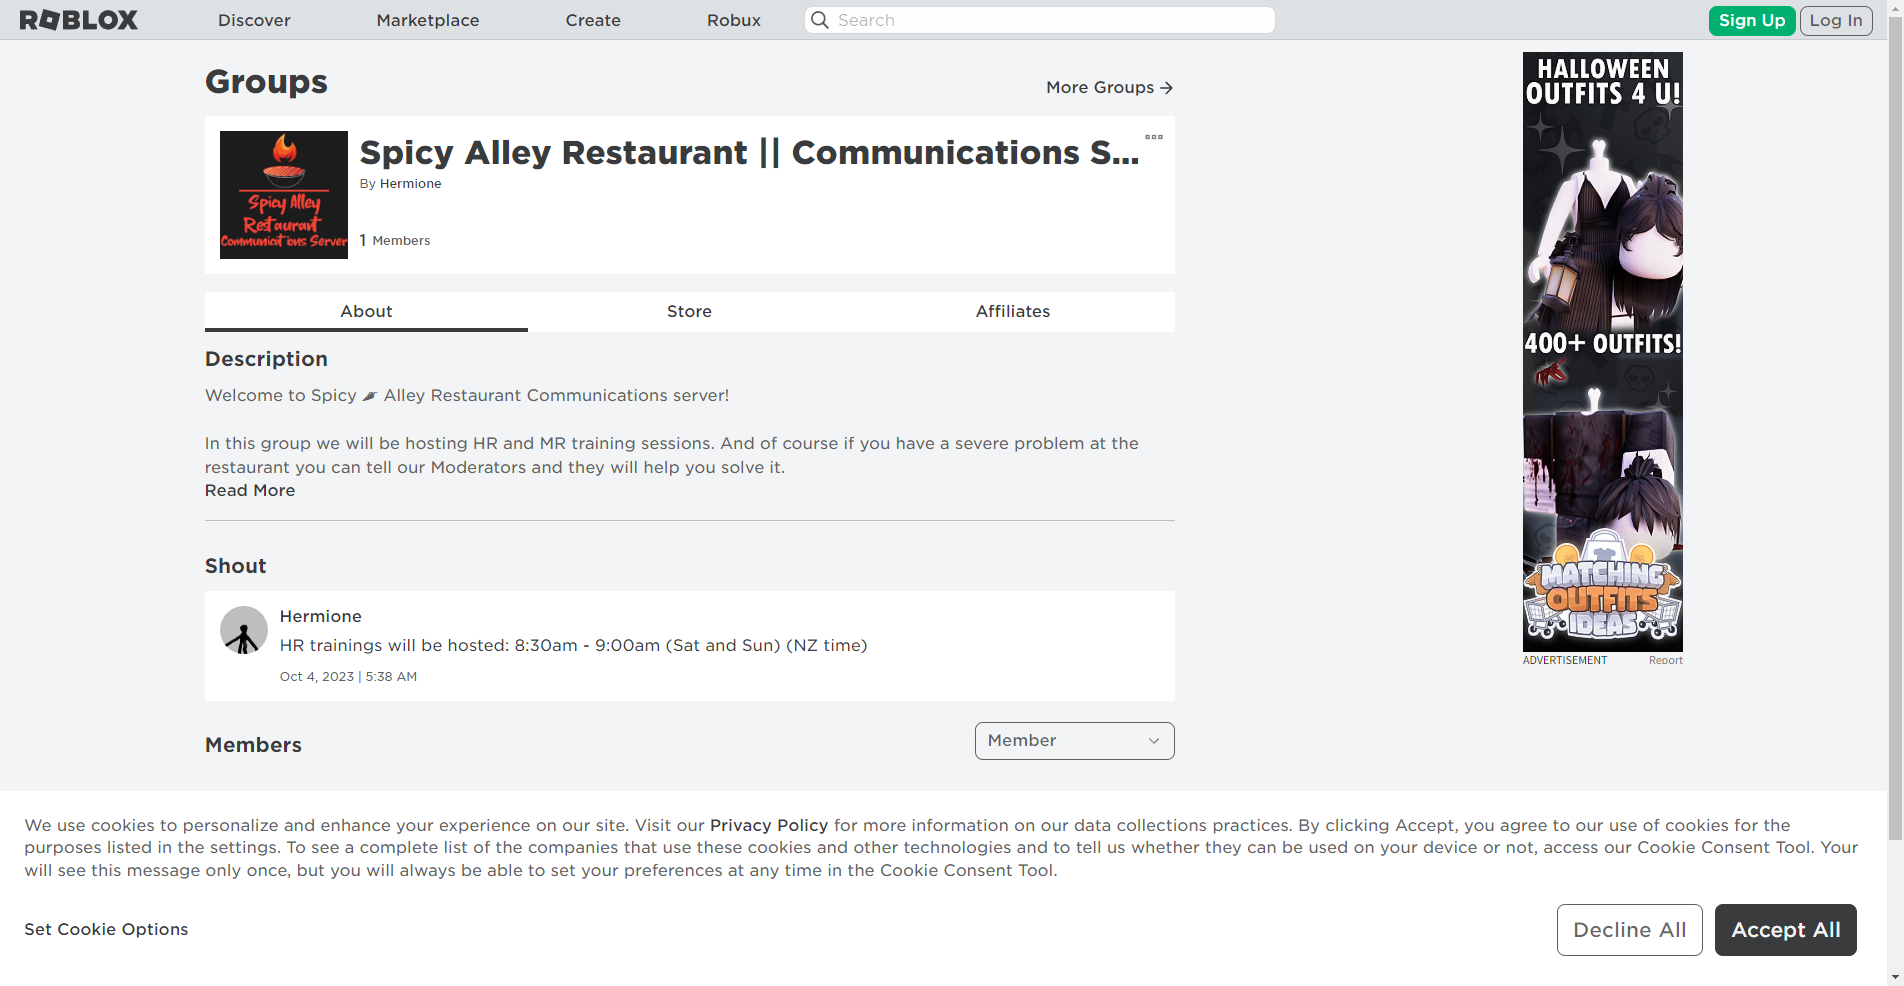 ROBLOX
Discover
Marketplace
Create
Robux
Search
Sign Up
Log In
Groups
More Groups
Spicy Alley
Restaurant
Communications Server
Spicy Alley Restaurant || Communications S...
By Hermione
1 Members
About
Store
Affiliates
Description
Welcome to Spicy 🌶 Alley Restaurant Communications server!
In this group we will be hosting HR and MR training sessions. And of course if you have a severe problem at the
restaurant you can tell our Moderators and they will help you solve it.
Read More
Shout
Hermione
HR trainings will be hosted: 8:30am - 9:00am (Sat and Sun) (NZ time)
Oct 4, 2023 | 5:38 AM
Members
Member
HALLOWEEN
OUTFITS 4 U!
400+ OUTFITS!
MATCHING
OUTFITS
IDEAS
ADVERTISEMENT
Report
We use cookies to personalize and enhance your experience on our site. Visit our Privacy Policy for more information on our data collections practices. By clicking Accept, you agree to our use of cookies for the
purposes listed in the settings. To see a complete list of the companies that use these cookies and other technologies and to tell us whether they can be used on your device or not, access our Cookie Consent Tool. Your
will see this message only once, but you will always be able to set your preferences at any time in the Cookie Consent Tool.
Set Cookie Options
Decline All
Accept All